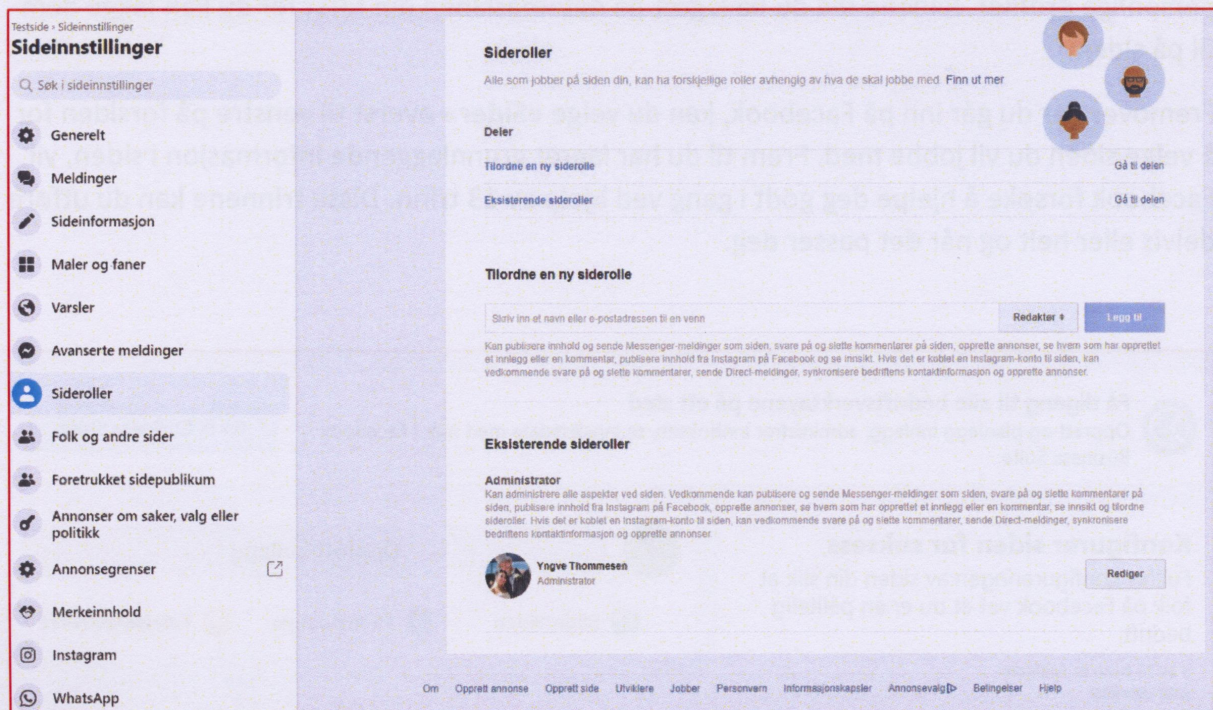 Testside › Sideinnstillinger
Sideinnstillinger
Søk i sideinnstillinger
Generelt
Meldinger
Sideinformasjon
Maler og faner
Varsler
Avanserte meldinger
Sideroller
Folk og andre sider
Foretrukket sidepublikum
Annonser om saker, valg eller
politikk
Annonsegrenser
Merkeinnhold
Instagram
WhatsApp
Sideroller
Alle som jobber på siden din, kan ha forskjellige roller avhengig av hva de skal jobbe med. Finn ut mer
Deler
Tilordne en ny siderolle Gå til delen
Eksisterende sideroller Gå til delen
Tilordne en ny siderolle
Skriv inn et navn eller e-postadressen til en venn Redaktør Legg til
Kan publisere innhold og sende Messenger-meldinger som siden, svare på og slette kommentarer på siden, opprette annonser, se hvem som har opprettet
et innlegg eller en kommentar, publisere innhold fra Instagram på Facebook og se innsikt. Hvis det er koblet en Instagram-konto til siden, kan
vedkommende svare på og slette kommentarer, sende Direct-meldinger, synkronisere bedriftens kontaktinformasjon og opprette annonser.
Eksisterende sideroller
Administrator
Kan administrere alle aspekter ved siden. Vedkommende kan publisere og sende Messenger-meldinger som siden, svare på og slette kommentarer på
siden, publisere innhold fra Instagram på Facebook, opprette annonser, se hvem som har opprettet et innlegg eller en kommentar, se innsikt og tilordne
sideroller. Hvis det er koblet en Instagram-konto til siden, kan vedkommende svare på og slette kommentarer, sende Direct-meldinger, synkronisere
bedriftens kontaktinformasjon og opprette annonser.
Yngve Thommesen
Administrator
Rediger
Om Opprett annonse Opprett side Utviklere Jobber Personvern Informasjonskapsler Annonsevalg Betingelser Hjelp